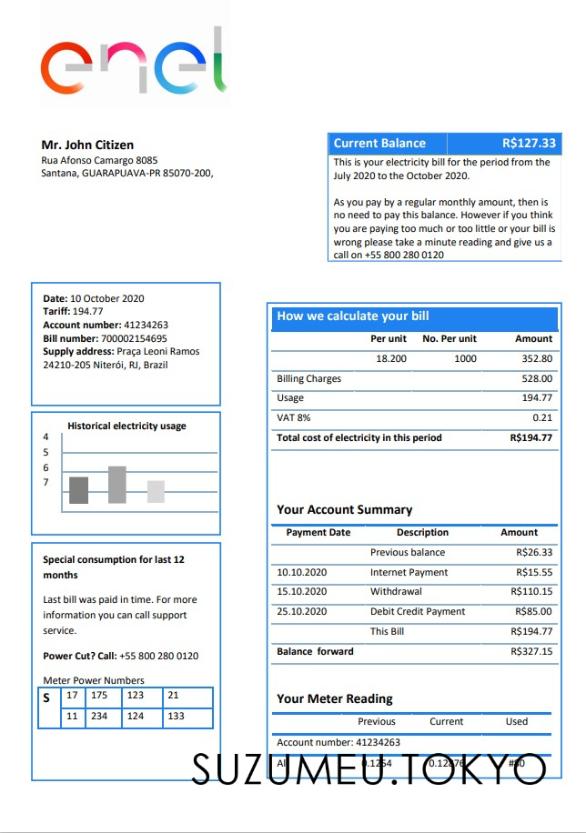 enel
Mr. John Citizen
Rua Afonso Camargo 8085
Santana, GUARAPUAVA-PR 85070-200,
Current Balance R$127.33
This is your electricity bill for the period from the
July 2020 to the October 2020.
As you pay by a regular monthly amount, then is
no need to pay this balance. However if you think
you are paying too much or too little or your bill is
wrong please take a minute reading and give us a
call on +55 800 280 0120
Date: 10 October 2020
Tariff: 194.77
Account number: 41234263
Bill number: 700002154695
Supply address: Praça Leoni Ramos
24210-205 Niterói, RJ, Brazil
Historical electricity usage
4
5
6
7
Special consumption for last 12
months
Last bill was paid in time. For more
information you can call support
service.
Power Cut? Call: +55 800 280 0120
Meter Power Numbers
S 17 175 123 21
11 234 124 133
How we calculate your bill
Per unit No. Per unit Amount
18.200 1000 352.80
Billing Charges 528.00
Usage 194.77
VAT 8% 0.21
Total cost of electricity in this period R$194.77
Your Account Summary
Payment Date Description Amount
Previous balance R$26.33
10.10.2020 Internet Payment R$15.55
15.10.2020 Withdrawal R$110.15
25.10.2020 Debit Credit Payment R$85.00
This Bill R$194.77
Balance forward R$327.15
Your Meter Reading
Previous Current Used
Account number: 41234263
SUZUMEU.TOKYO